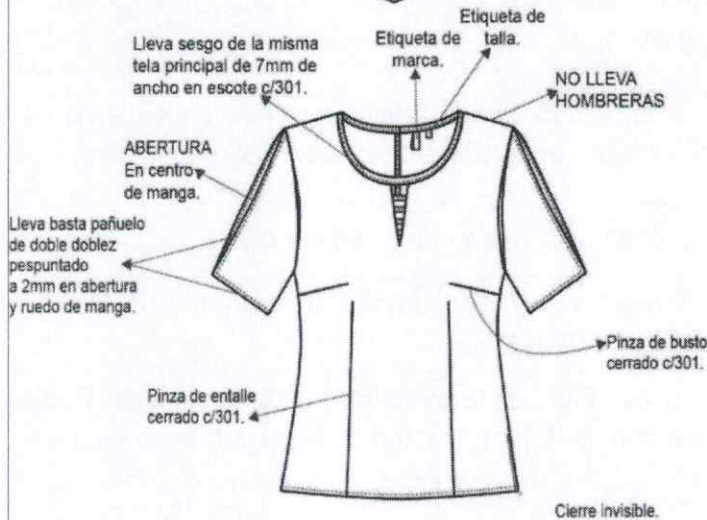 Etiqueta de
talla.
Etiqueta de
marca.
Lleva sesgo de la misma
tela principal de 7mm de
ancho en escote c/301.
NO LLEVA
HOMBRERAS
ABERTURA
En centro
de manga.
Lleva basta pañuelo
de doble doblez
pespuntado
a 2mm en abertura
y ruedo de manga.
Pinza de busto
cerrado c/301.
Pinza de entalle
cerrado c/301.
Cierre invisible.